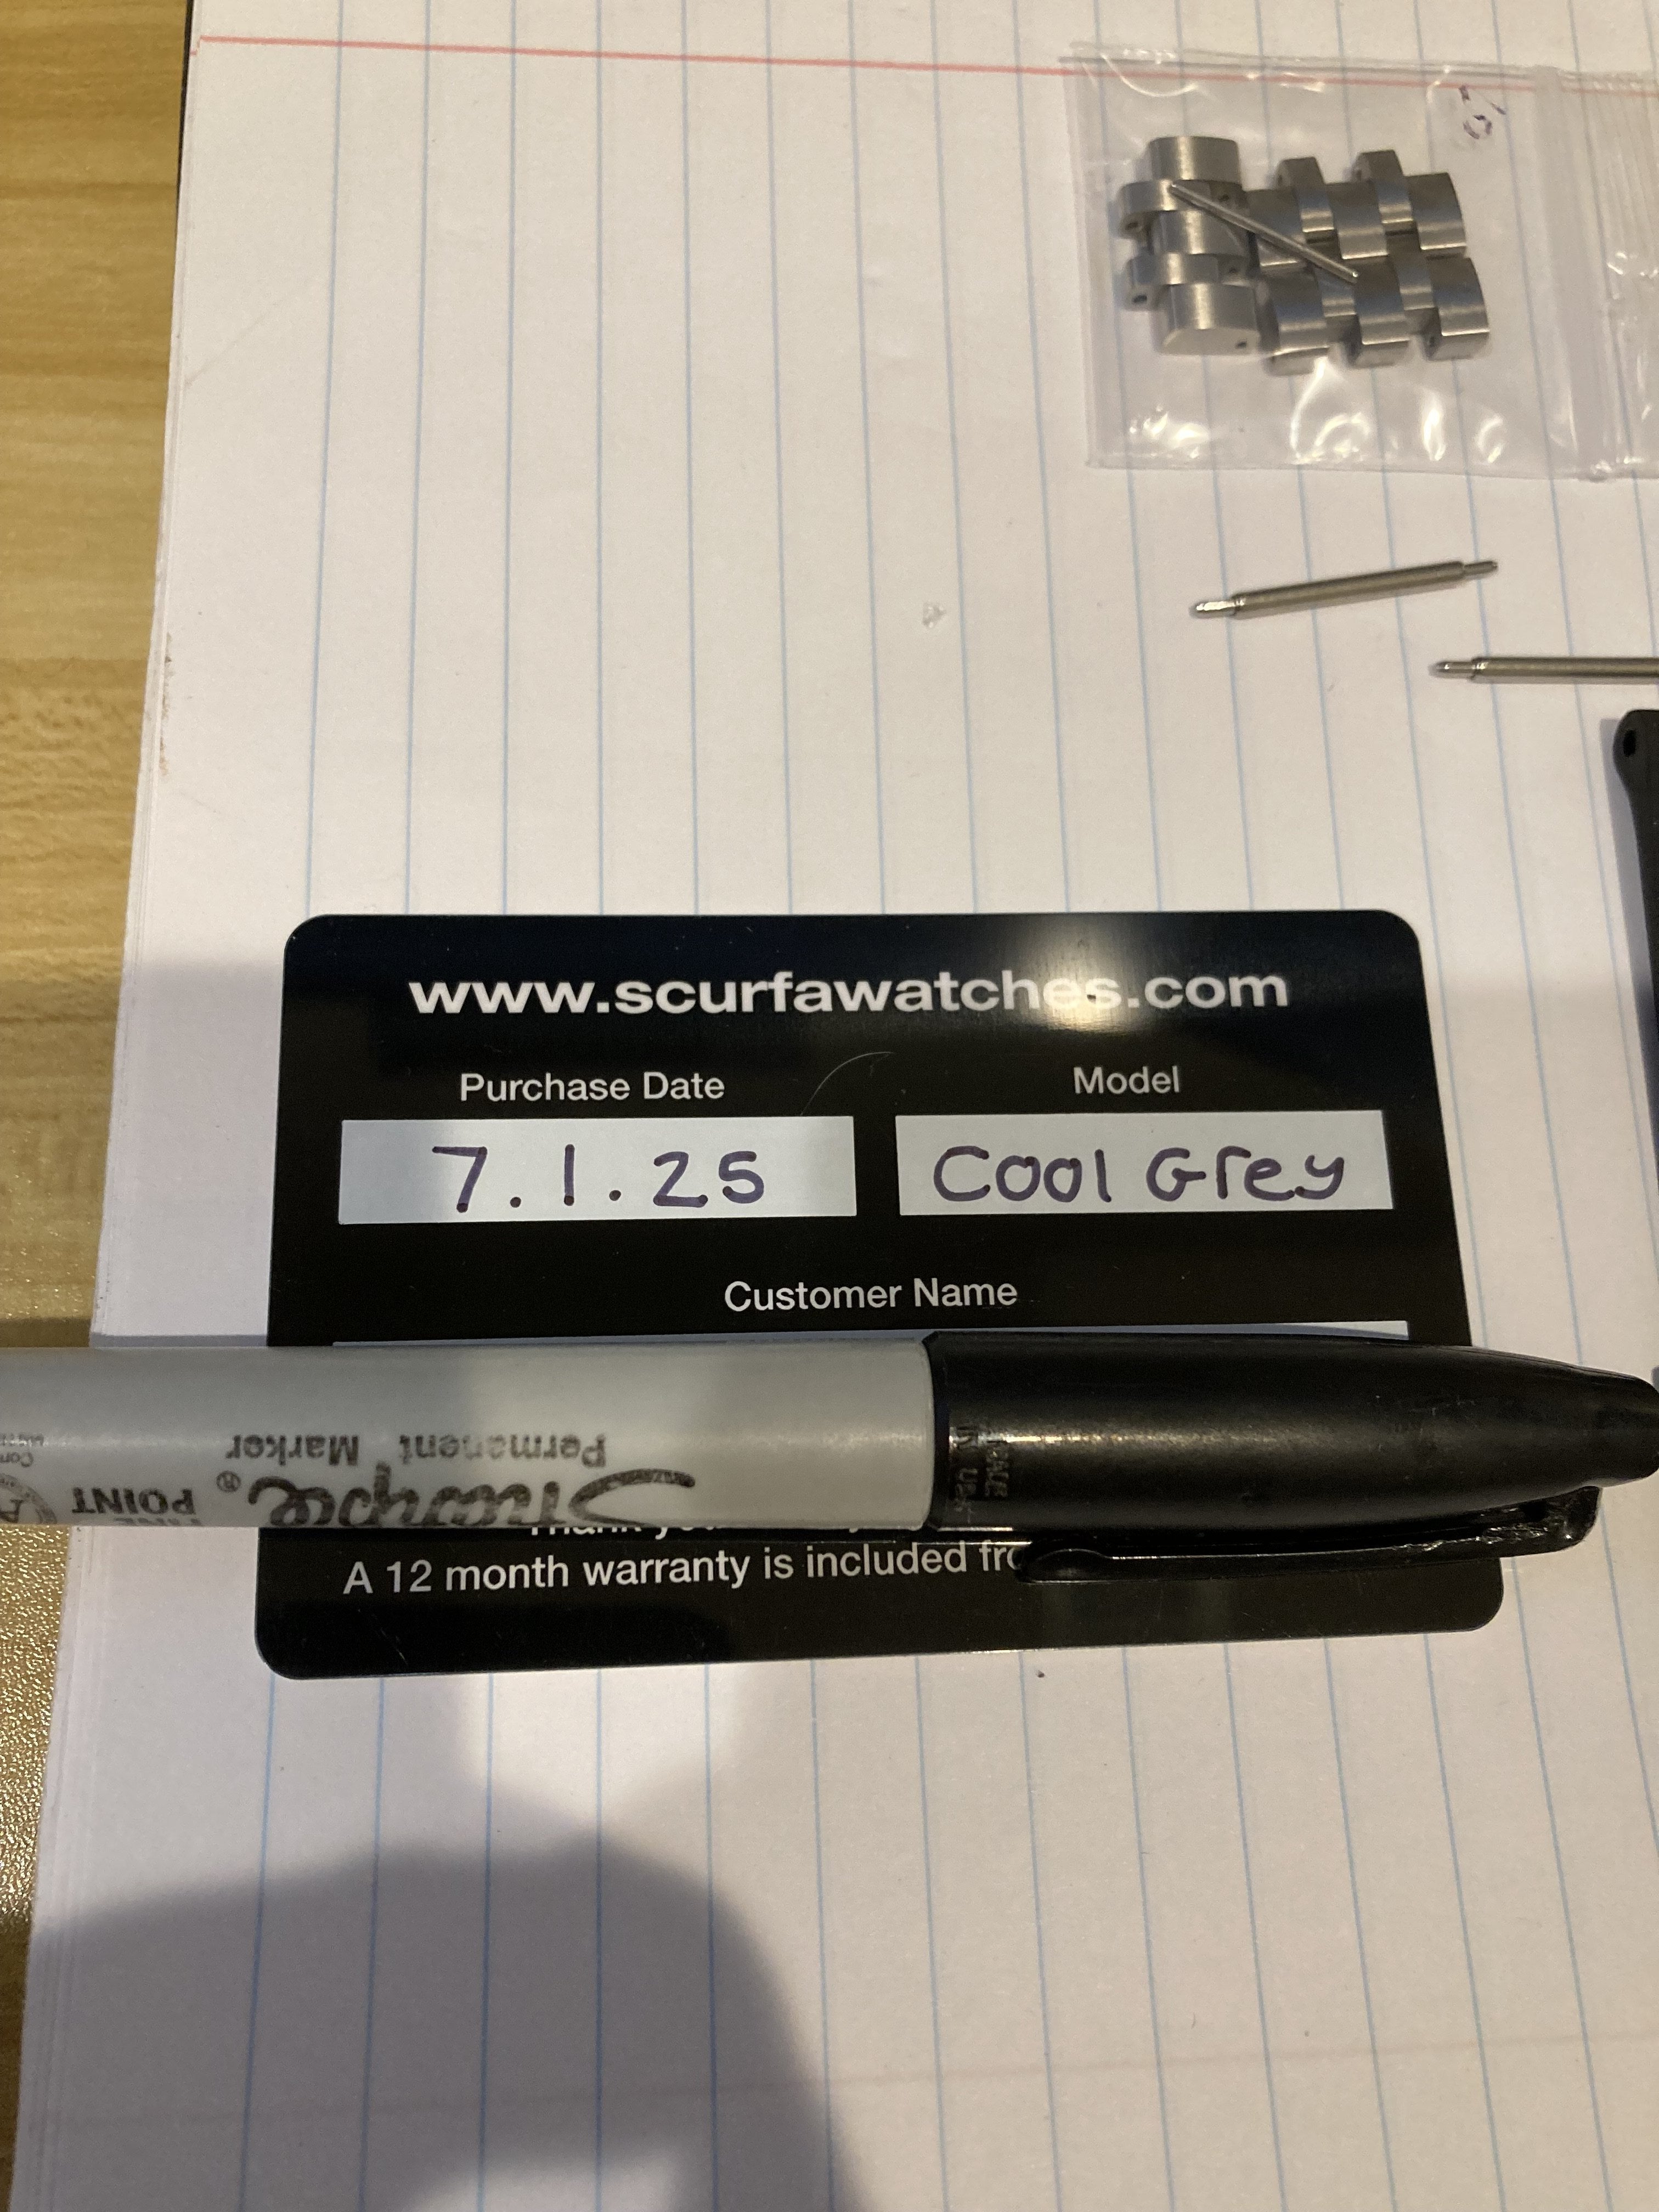 www.scurfawatches.com
Purchase Date
Model
7.1.25
Cool Grey
Customer Name
Sharpie®
Permanent Marker
POINT
A 12 month warranty is included